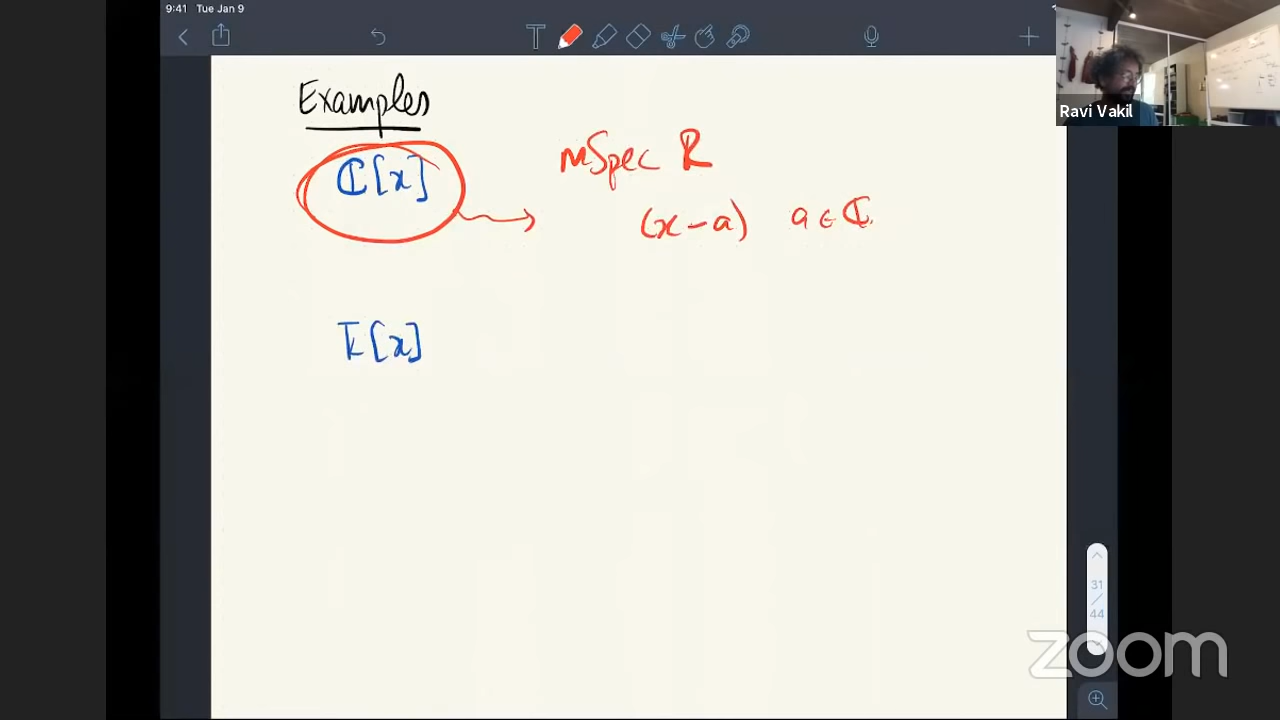 9:41 Tue Jan 9
Ravi Vakil
Examples
ℂ[x]
mSpec R
(x-a) a ∈ ℂ
k[x]
31
/
44
zoom